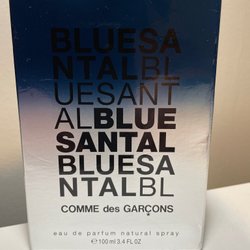 BLUESA
NTALBL
UESANT
ALBLUE
SANTAL
BLUESA
NTALBL
COMME des GARÇONS
eau de parfum natural spray
℮ 100 ml 3.4 FL OZ